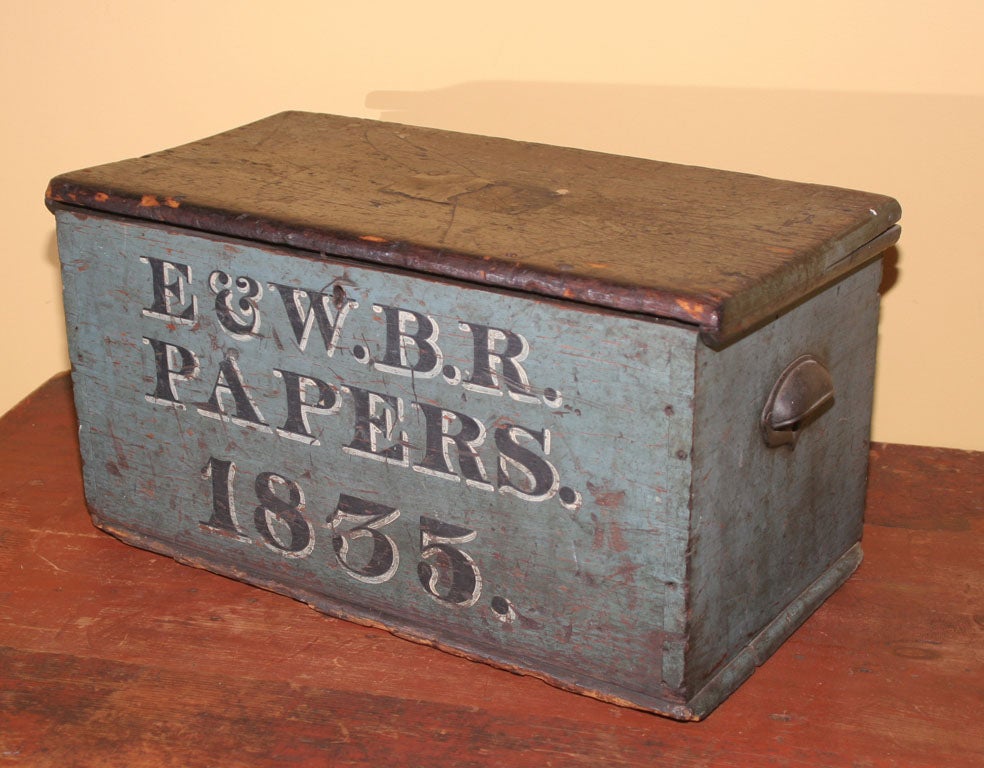 E & W. B. R.
PAPERS.
1835.